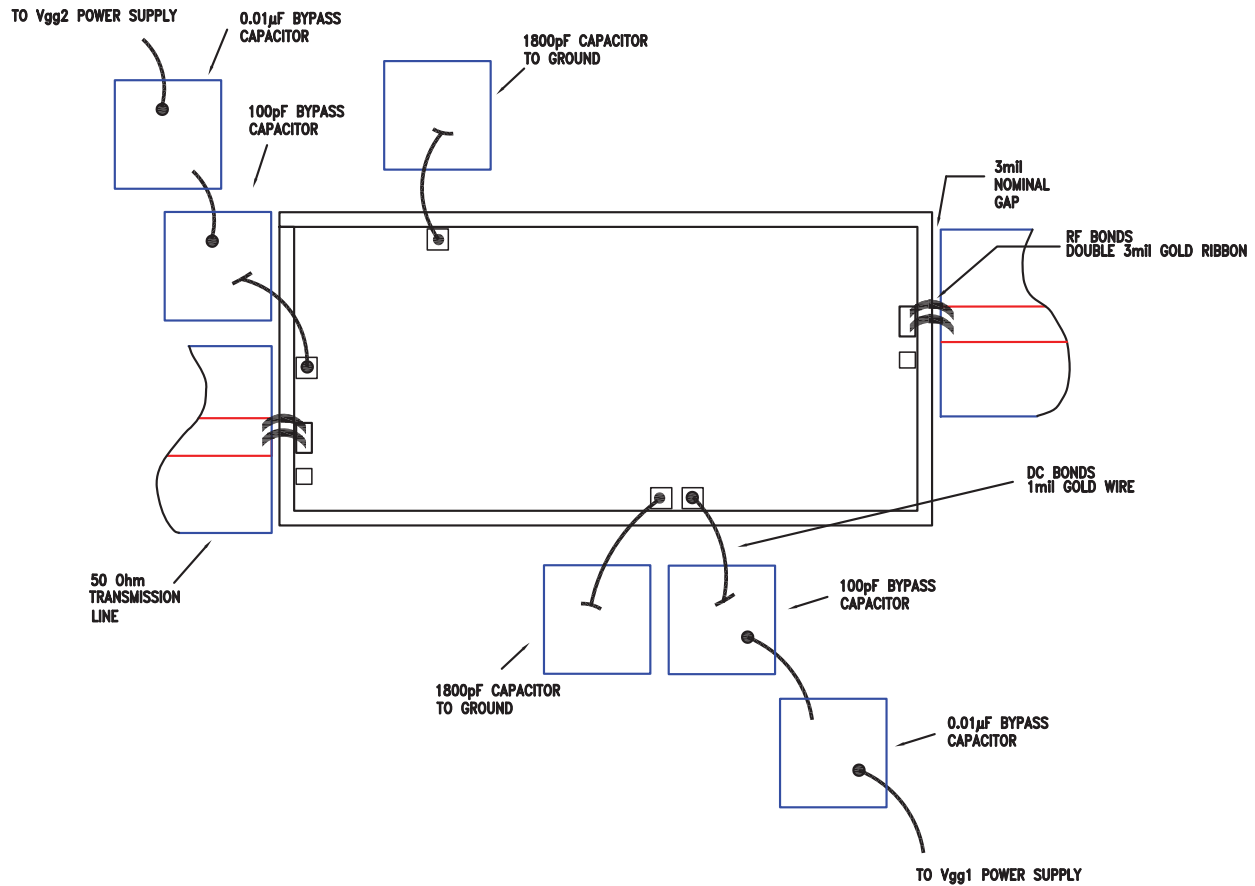 TO Vgg2 POWER SUPPLY
0.01µF BYPASS
CAPACITOR
1800pF CAPACITOR
TO GROUND
100pF BYPASS
CAPACITOR
3mil
NOMINAL
GAP
RF BONDS
DOUBLE 3mil GOLD RIBBON
DC BONDS
1mil GOLD WIRE
50 Ohm
TRANSMISSION
LINE
100pF BYPASS
CAPACITOR
1800pF CAPACITOR
TO GROUND
0.01µF BYPASS
CAPACITOR
TO Vgg1 POWER SUPPLY